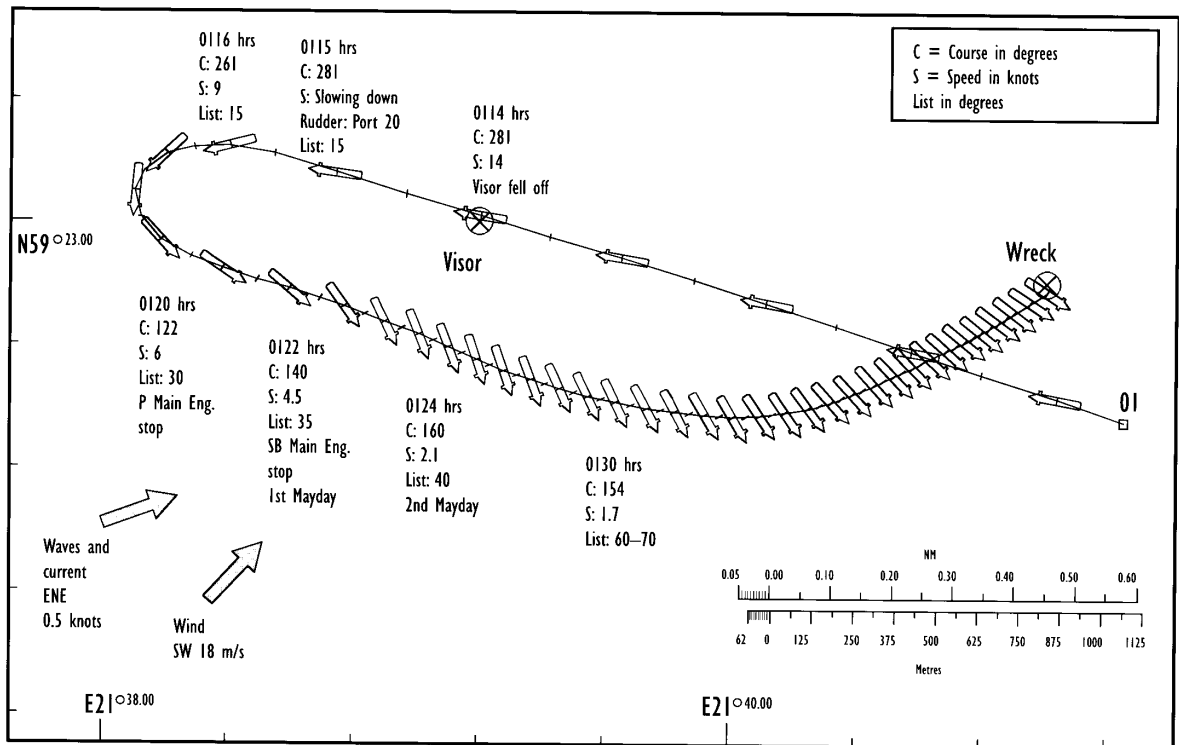 0116 hrs
C: 261
S: 9
List: 15
0115 hrs
C: 281
S: Slowing down
Rudder: Port 20
List: 15
0114 hrs
C: 281
S: 14
Visor fell off
C = Course in degrees
S = Speed in knots
List in degrees
N59°23.00
Visor
Wreck
01
0120 hrs
C: 122
S: 6
List: 30
P Main Eng.
stop
0122 hrs
C: 140
S: 4.5
List: 35
SB Main Eng.
stop
1st Mayday
0124 hrs
C: 160
S: 2.1
List: 40
2nd Mayday
0130 hrs
C: 154
S: 1.7
List: 60–70
Waves and
current
ENE
0.5 knots
Wind
SW 18 m/s
NM
0.05 0.00 0.10 0.20 0.30 0.40 0.50 0.60
62 0 125 250 375 500 625 750 875 1000 1125
Metres
E21°38.00
E21°40.00